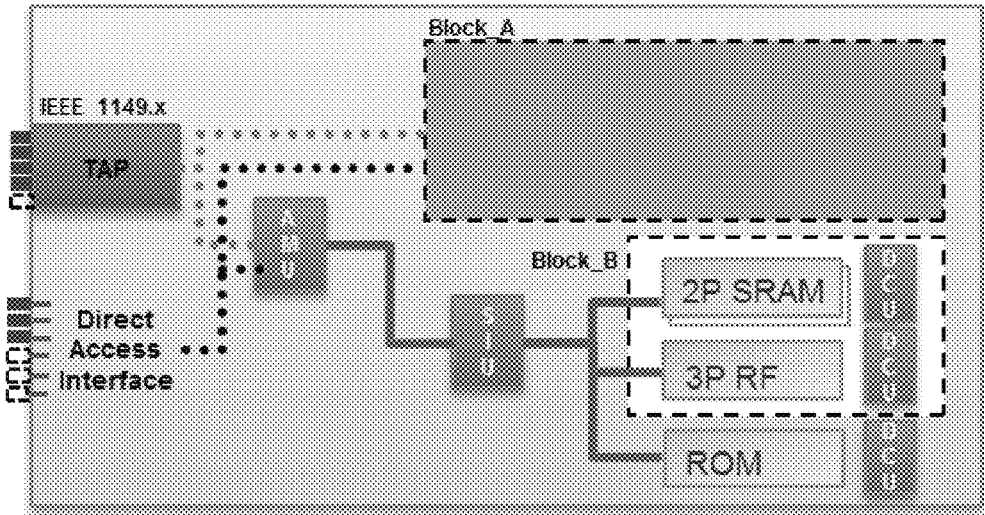 Block_A
IEEE 1149.x
TAP
Block_B
2P SRAM
Direct
Access
Interface
3P RF
ROM